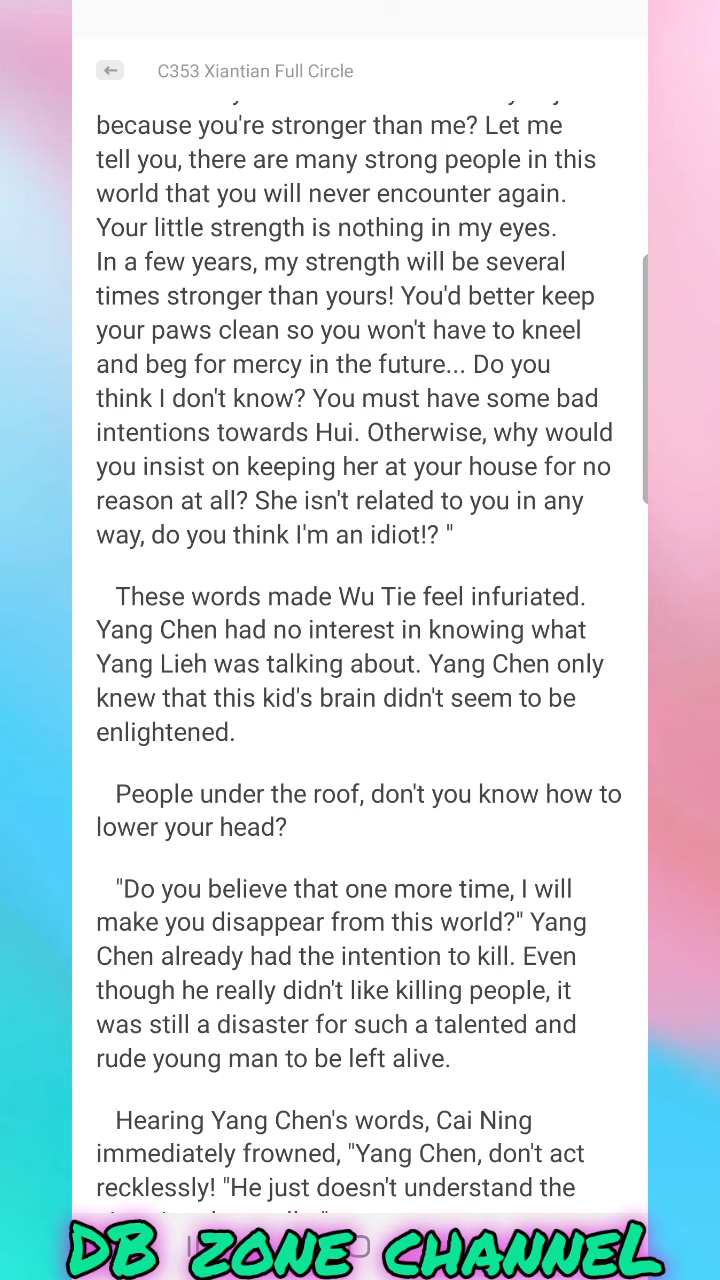 C353 Xiantian Full Circle
because you're stronger than me? Let me
tell you, there are many strong people in this
world that you will never encounter again.
Your little strength is nothing in my eyes.
In a few years, my strength will be several
times stronger than yours! You'd better keep
your paws clean so you won't have to kneel
and beg for mercy in the future... Do you
think I don't know? You must have some bad
intentions towards Hui. Otherwise, why would
you insist on keeping her at your house for no
reason at all? She isn't related to you in any
way, do you think I'm an idiot!? "
These words made Wu Tie feel infuriated.
Yang Chen had no interest in knowing what
Yang Lieh was talking about. Yang Chen only
knew that this kid's brain didn't seem to be
enlightened.
People under the roof, don't you know how to
lower your head?
"Do you believe that one more time, I will
make you disappear from this world?" Yang
Chen already had the intention to kill. Even
though he really didn't like killing people, it
was still a disaster for such a talented and
rude young man to be left alive.
Hearing Yang Chen's words, Cai Ning
immediately frowned, "Yang Chen, don't act
recklessly! "He just doesn't understand the
DB ZONE CHANNEL